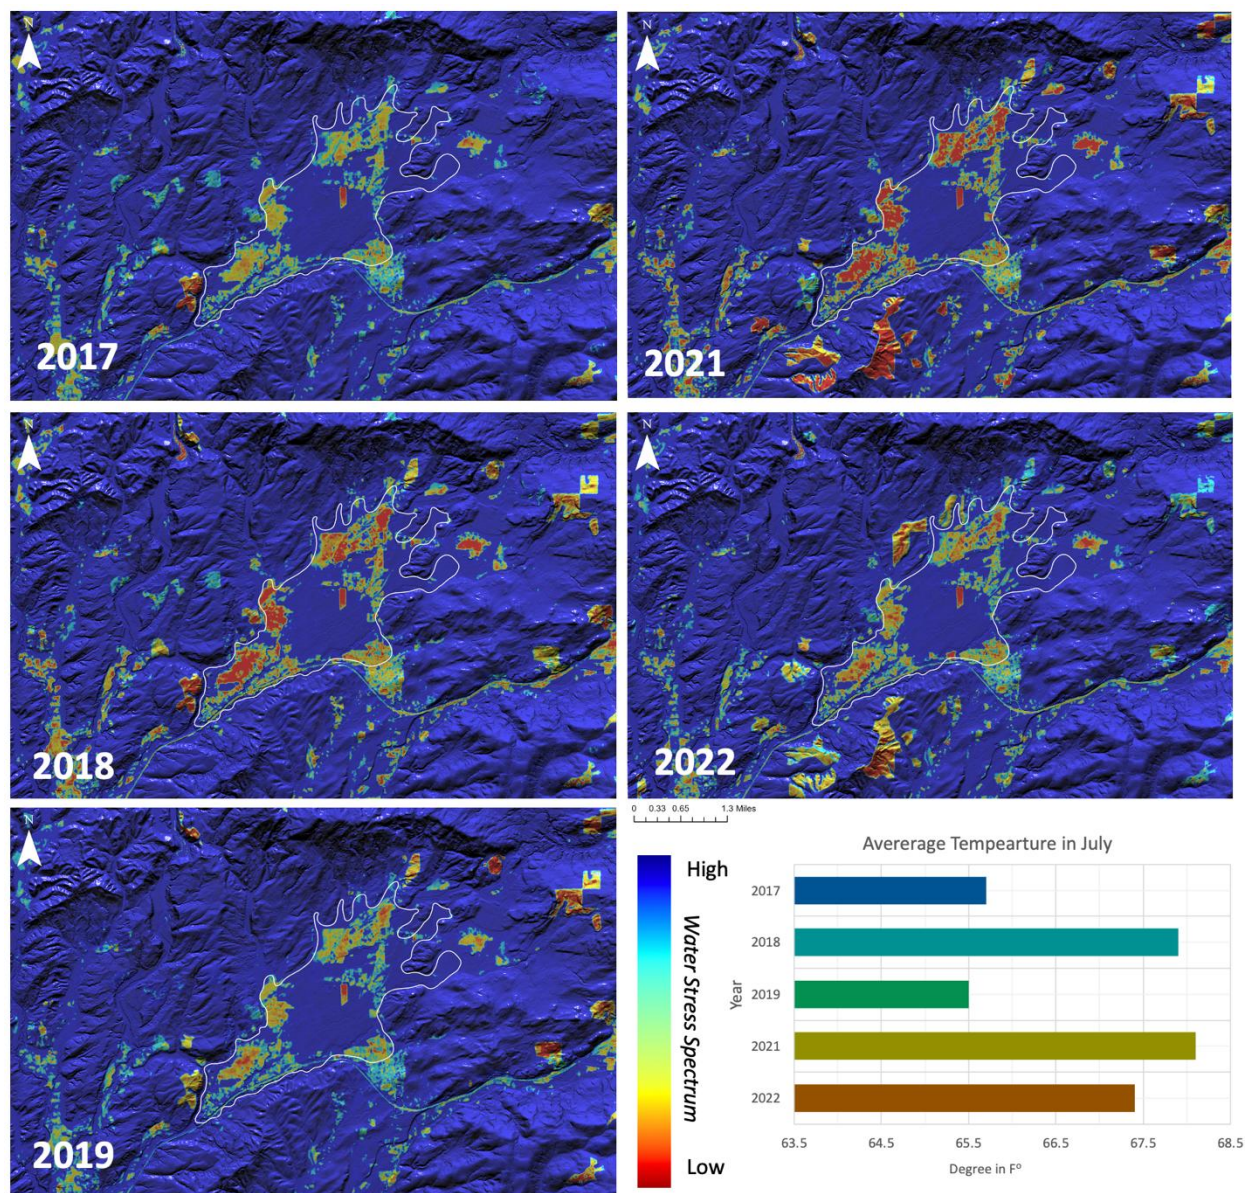 N
2017
N
2021
N
2018
N
2022
0 0.33 0.65 1.3 Miles
N
2019
High
Water Stress Spectrum
Low
Avererage Tempearture in July
Year
2017
2018
2019
2021
2022
63.5 64.5 65.5 66.5 67.5 68.5
Degree in Fº